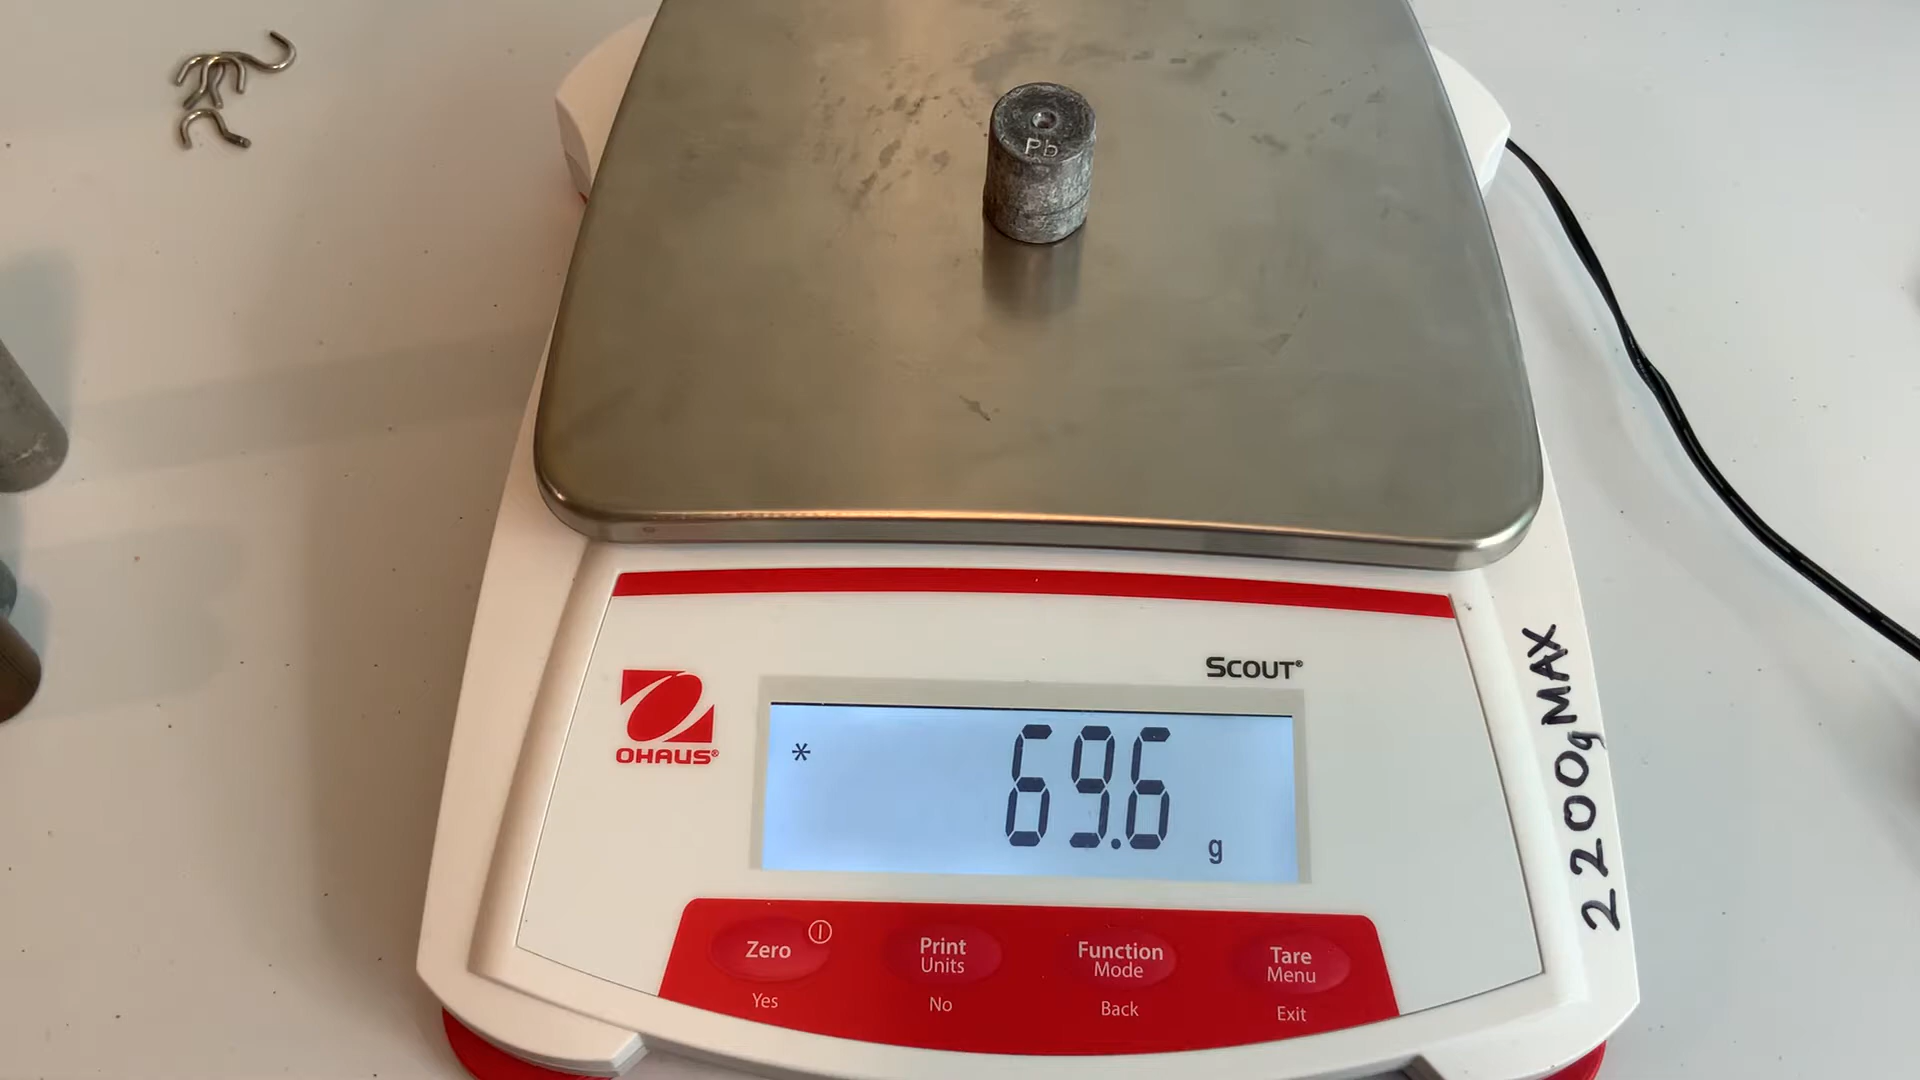 Pb
SCOUT®
OHAUS®
* 69.6 g
2200g MAX
Zero
Print
Units
Function
Mode
Tare
Menu
Yes
No
Back
Exit